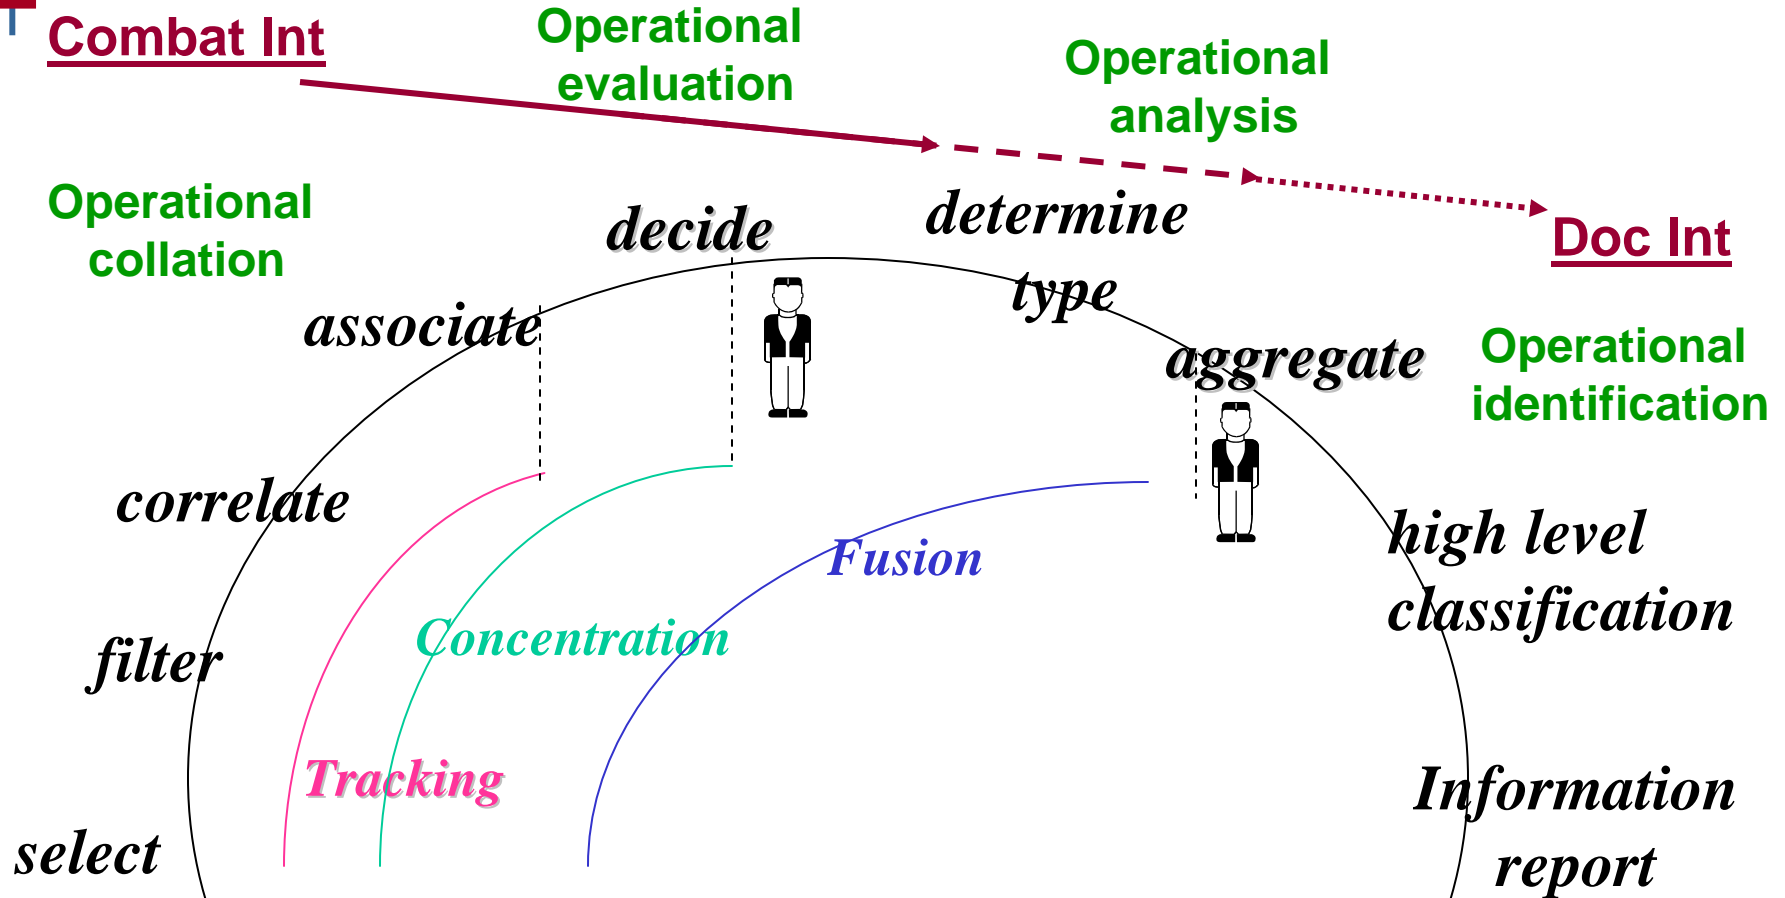 Combat Int
Operational
evaluation
Operational
analysis
Operational
collation
decide
determine
type
Doc Int
associate
aggregate
Operational
identification
correlate
Fusion
high level
classification
filter
Concentration
Tracking
Information
report
select